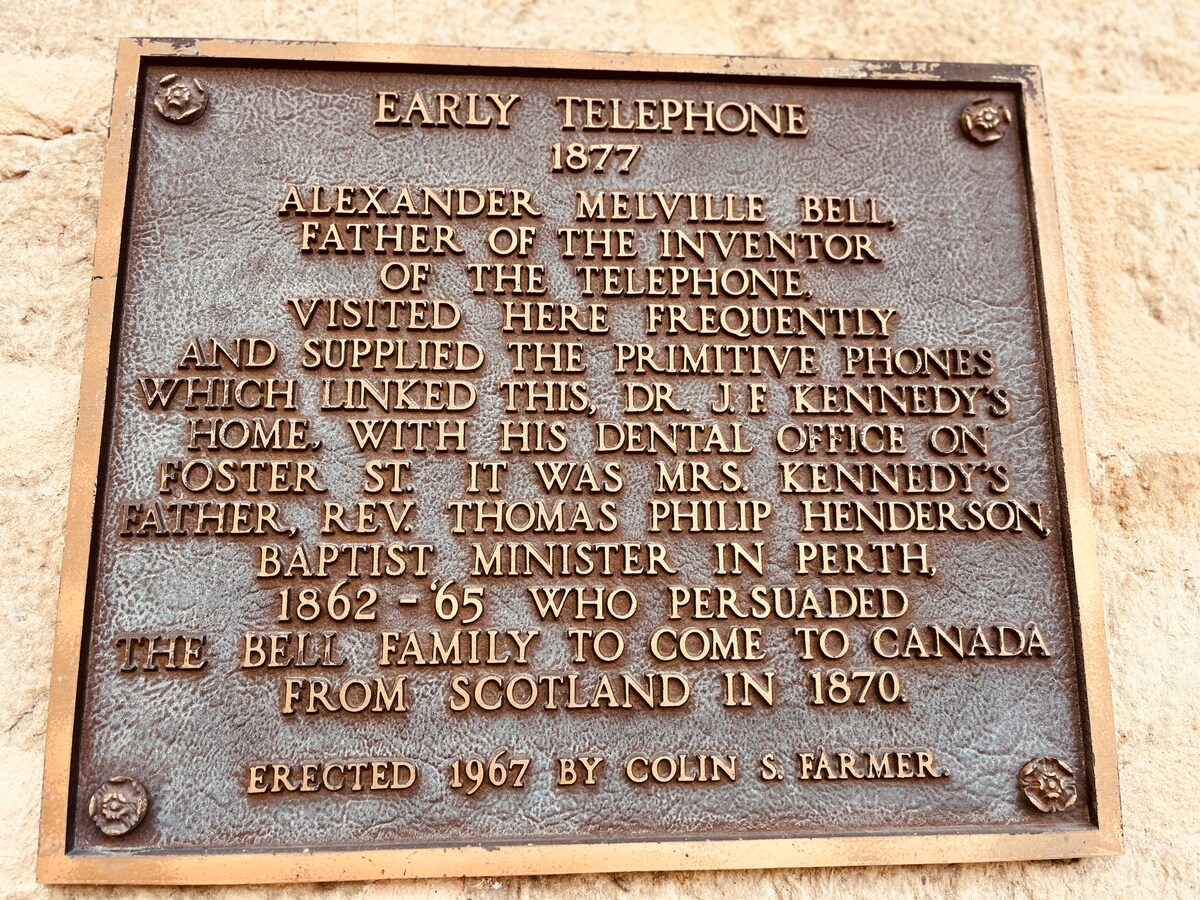 EARLY TELEPHONE
1877
ALEXANDER MELVILLE BELL,
FATHER OF THE INVENTOR
OF THE TELEPHONE,
VISITED HERE FREQUENTLY
AND SUPPLIED THE PRIMITIVE PHONES
WHICH LINKED THIS, DR. J. F. KENNEDY'S
HOME, WITH HIS DENTAL OFFICE ON
FOSTER ST. IT WAS MRS. KENNEDY'S
FATHER, REV. THOMAS PHILIP HENDERSON,
BAPTIST MINISTER IN PERTH,
1862 - '65 WHO PERSUADED
THE BELL FAMILY TO COME TO CANADA
FROM SCOTLAND IN 1870.
ERECTED 1967 BY COLIN S. FARMER.